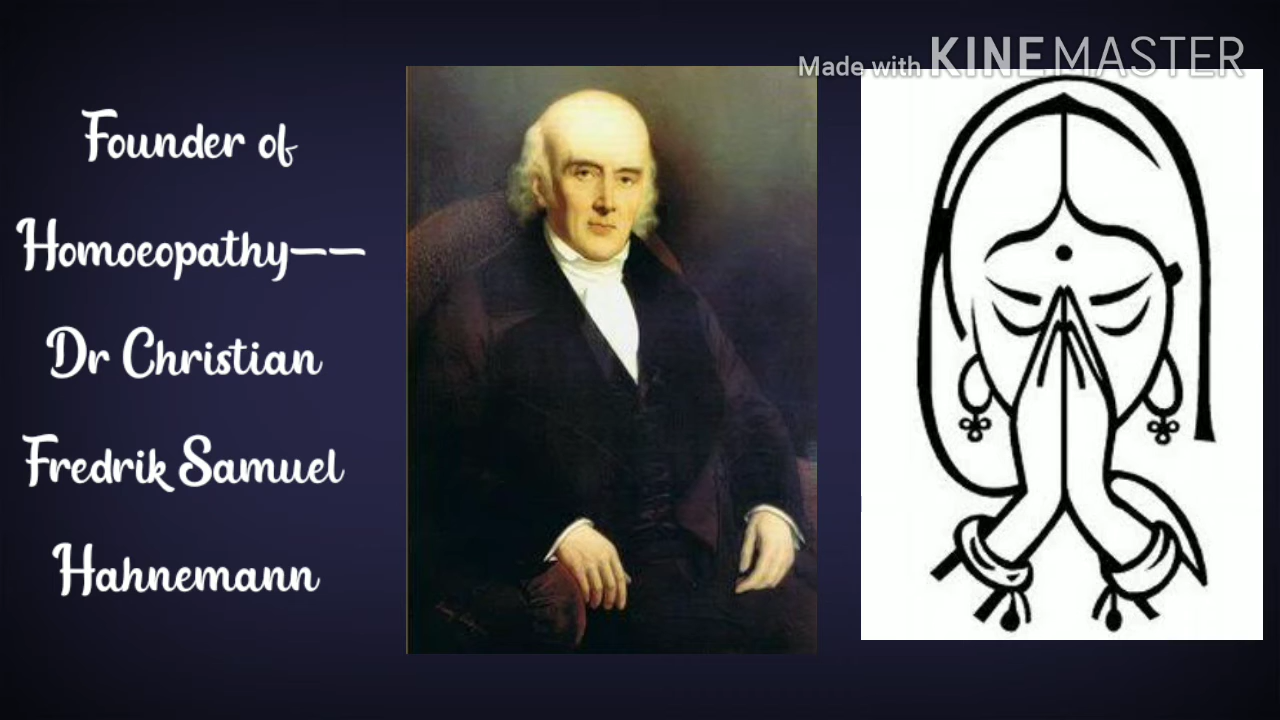 Made with KINEMASTER
Founder of
Homoeopathy——
Dr Christian
Fredrik Samuel
Hahnemann